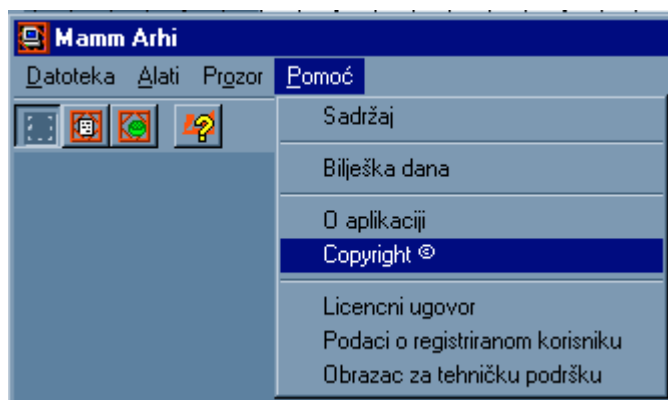 Mamm Arhi
Datoteka Alati Prozor Pomoć
Sadržaj
Bilješka dana
O aplikaciji
Copyright ©
Licencni ugovor
Podaci o registriranom korisniku
Obrazac za tehničku podršku